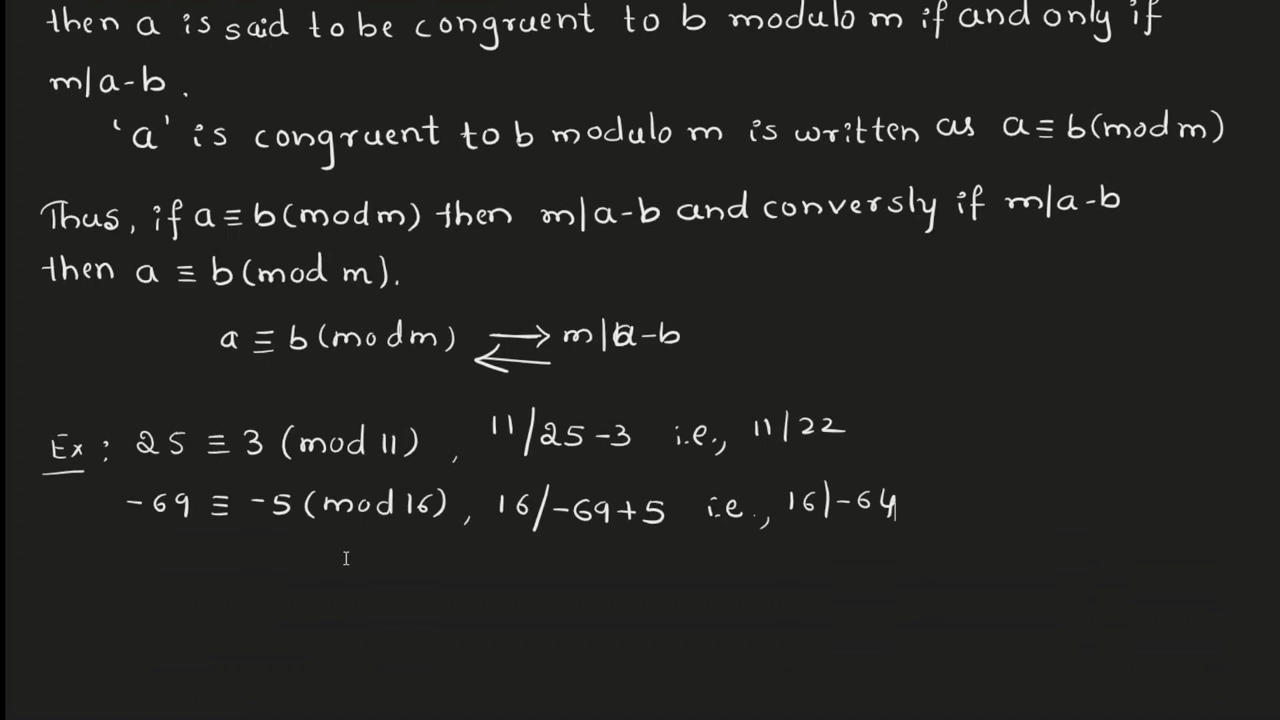 then a is said to be congruent to b modulo m if and only if
m|a-b.
'a' is congruent to b modulo m is written as a ≡ b(mod m)
Thus, if a ≡ b(mod m) then m|a-b and conversly if m|a-b
then a ≡ b(mod m).
a ≡ b(mod m) ⇄ m|a-b
Ex: 25 ≡ 3 (mod 11), 11/25-3 i.e., 11|22
-69 ≡ -5(mod 16), 16/-69+5 i.e., 16|-64